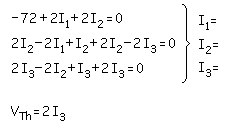 -72+2I₁+2I₂=0
2I₂-2I₁+I₂+2I₂-2I₃=0
2I₃-2I₂+I₃+2I₃=0
I₁=
I₂=
I₃=
V_Th=2I₃